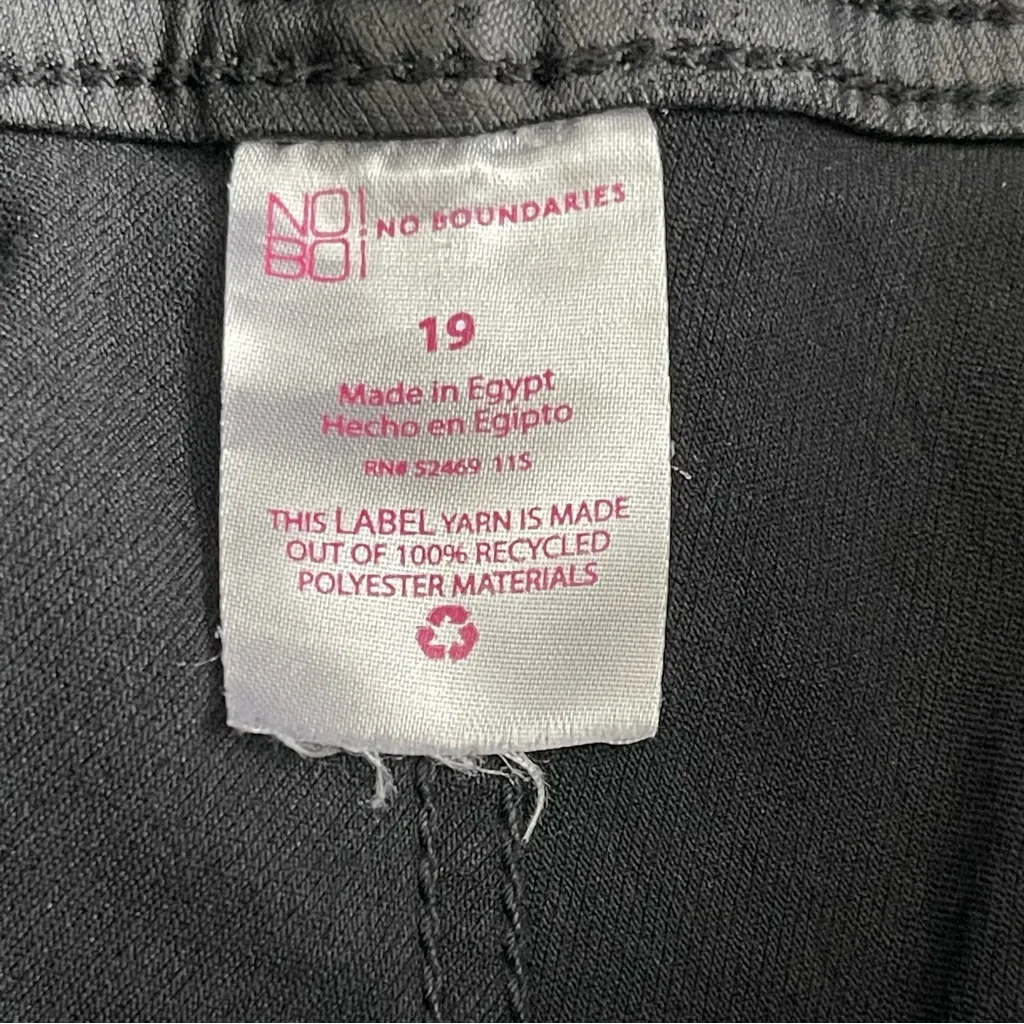 NO
BO
NO BOUNDARIES
19
Made in Egypt
Hecho en Egipto
RN# 52469 11S
THIS LABEL YARN IS MADE
OUT OF 100% RECYCLED
POLYESTER MATERIALS